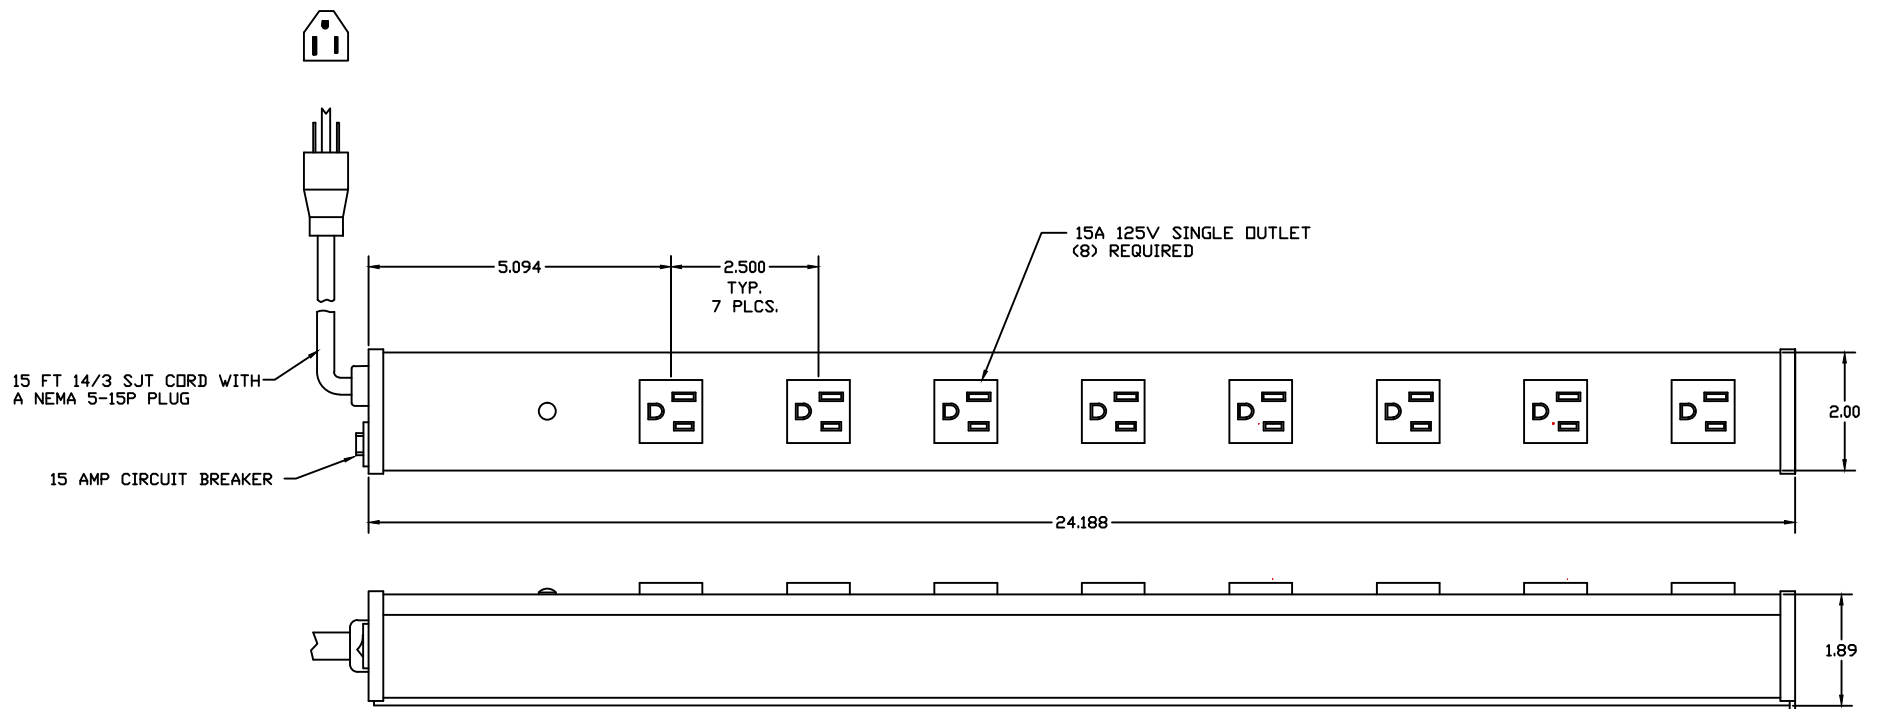 15A 125V SINGLE OUTLET
(8) REQUIRED
5.094
2.500
TYP.
7 PLCS.
15 FT 14/3 SJT CORD WITH
A NEMA 5-15P PLUG
2.00
15 AMP CIRCUIT BREAKER
24.188
1.89